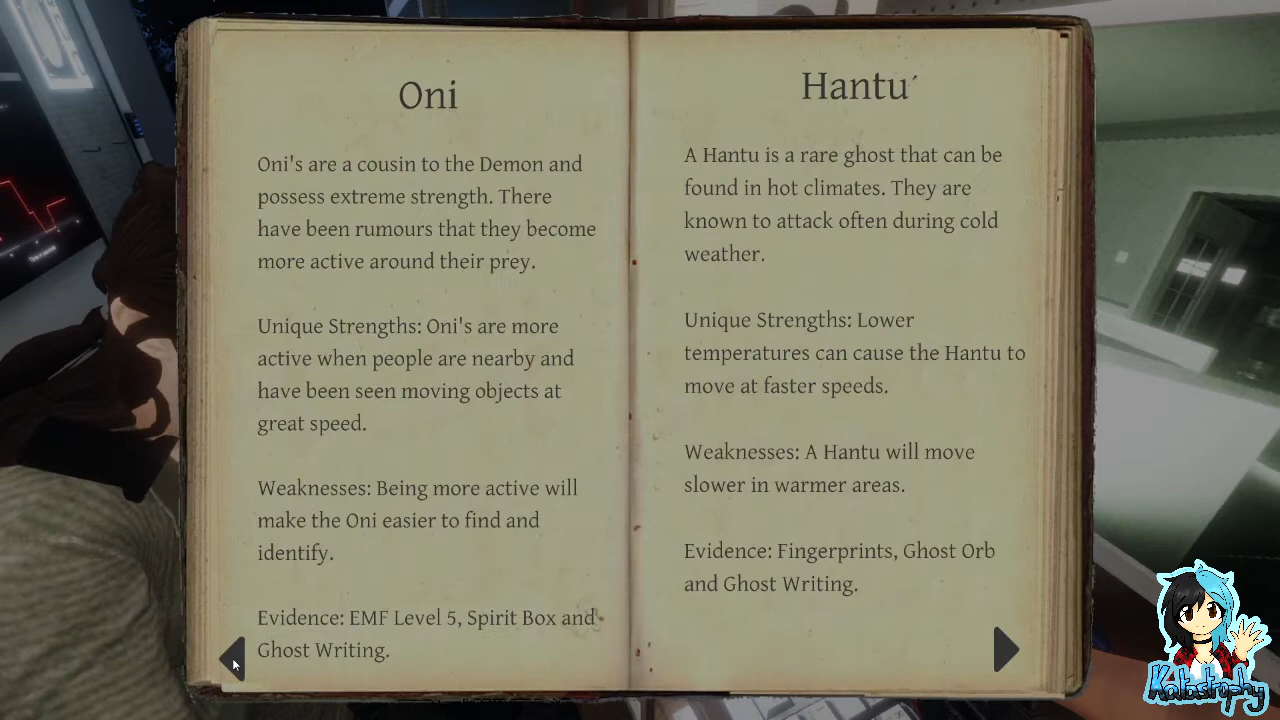 Oni
Oni's are a cousin to the Demon and
possess extreme strength. There
have been rumours that they become
more active around their prey.
Unique Strengths: Oni's are more
active when people are nearby and
have been seen moving objects at
great speed.
Weaknesses: Being more active will
make the Oni easier to find and
identify.
Evidence: EMF Level 5, Spirit Box and
Ghost Writing.
Hantu
A Hantu is a rare ghost that can be
found in hot climates. They are
known to attack often during cold
weather.
Unique Strengths: Lower
temperatures can cause the Hantu to
move at faster speeds.
Weaknesses: A Hantu will move
slower in warmer areas.
Evidence: Fingerprints, Ghost Orb
and Ghost Writing.